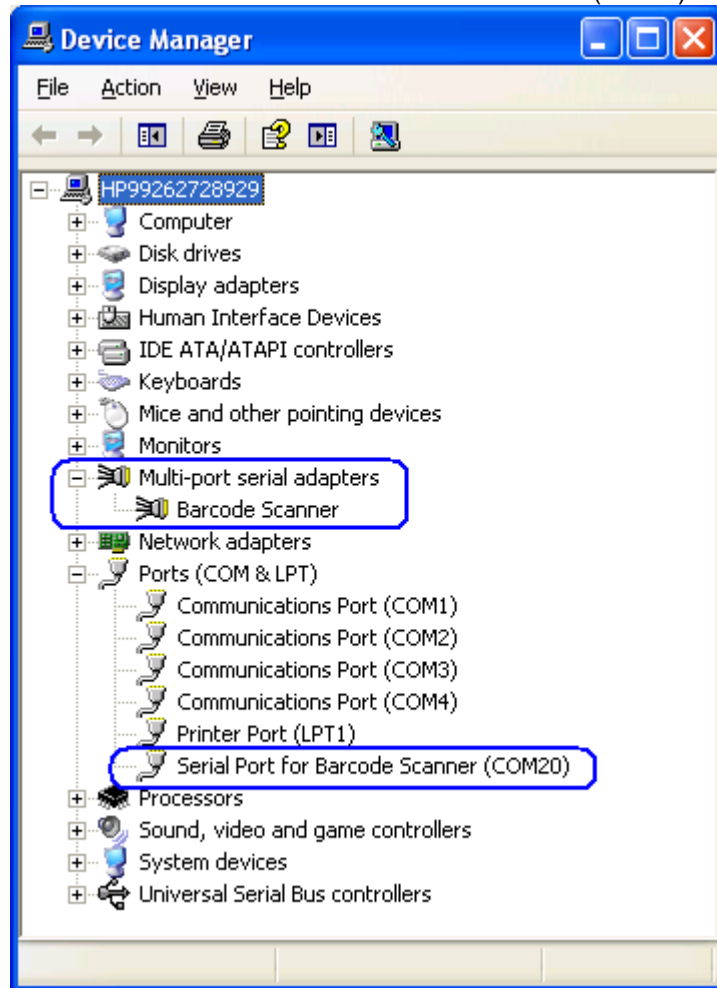 Device Manager
File Action View Help
HP99262728929
Computer
Disk drives
Display adapters
Human Interface Devices
IDE ATA/ATAPI controllers
Keyboards
Mice and other pointing devices
Monitors
Multi-port serial adapters
Barcode Scanner
Network adapters
Ports (COM & LPT)
Communications Port (COM1)
Communications Port (COM2)
Communications Port (COM3)
Communications Port (COM4)
Printer Port (LPT1)
Serial Port for Barcode Scanner (COM20)
Processors
Sound, video and game controllers
System devices
Universal Serial Bus controllers